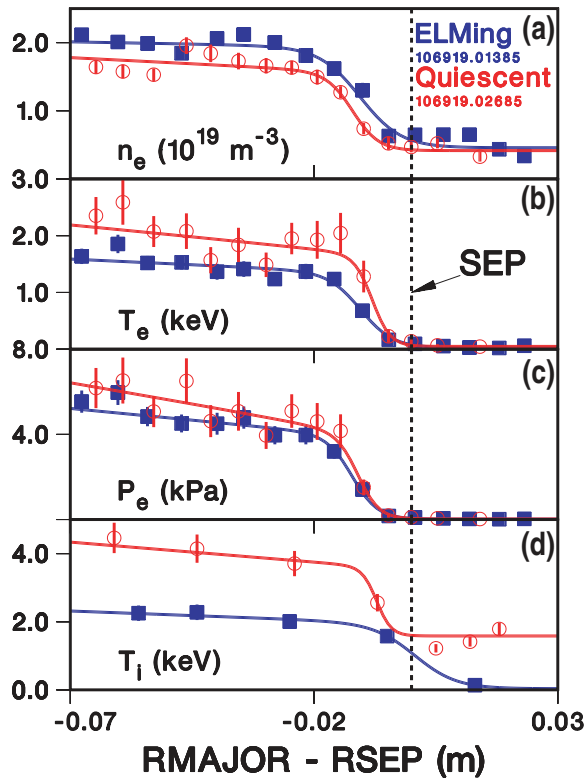 (a)
ELMing
106919.01385
Quiescent
106919.02685
2.0
1.0
nₑ (10¹⁹ m⁻³)
3.0
(b)
2.0
SEP
1.0
Tₑ (keV)
8.0
(c)
4.0
Pₑ (kPa)
(d)
4.0
2.0
Tᵢ (keV)
0.0
-0.07 -0.02 0.03
RMAJOR - RSEP (m)